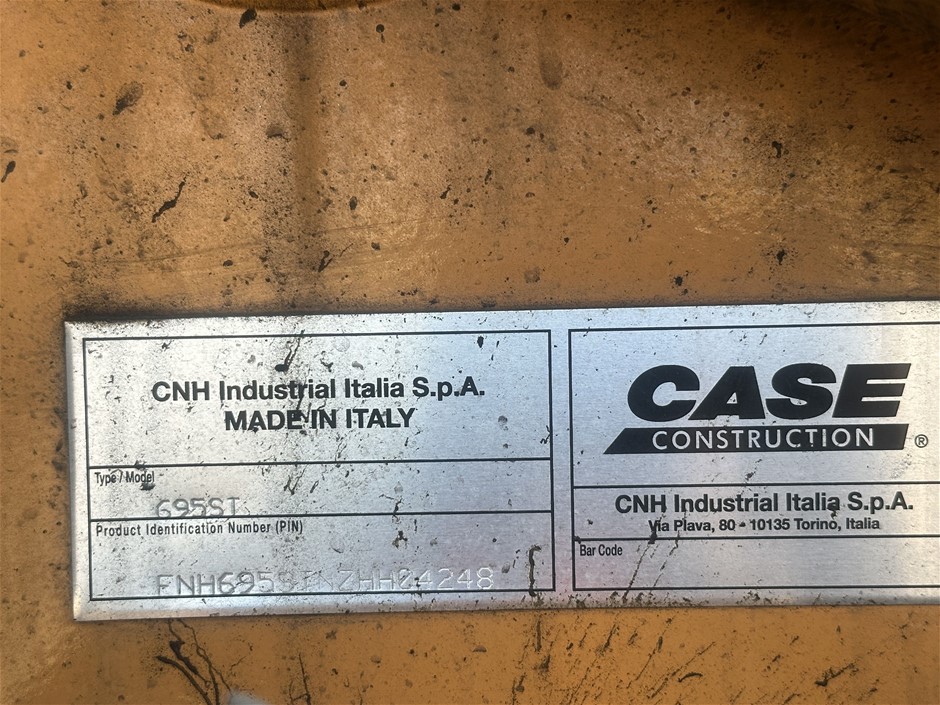 CNH Industrial Italia S.p.A.
MADE IN ITALY
Type / Model
695ST
Product Identification Number (PIN)
FNH695STNZHH04248
CASE
CONSTRUCTION ®
CNH Industrial Italia S.p.A.
Via Plava, 80 - 10135 Torino, Italia
Bar Code